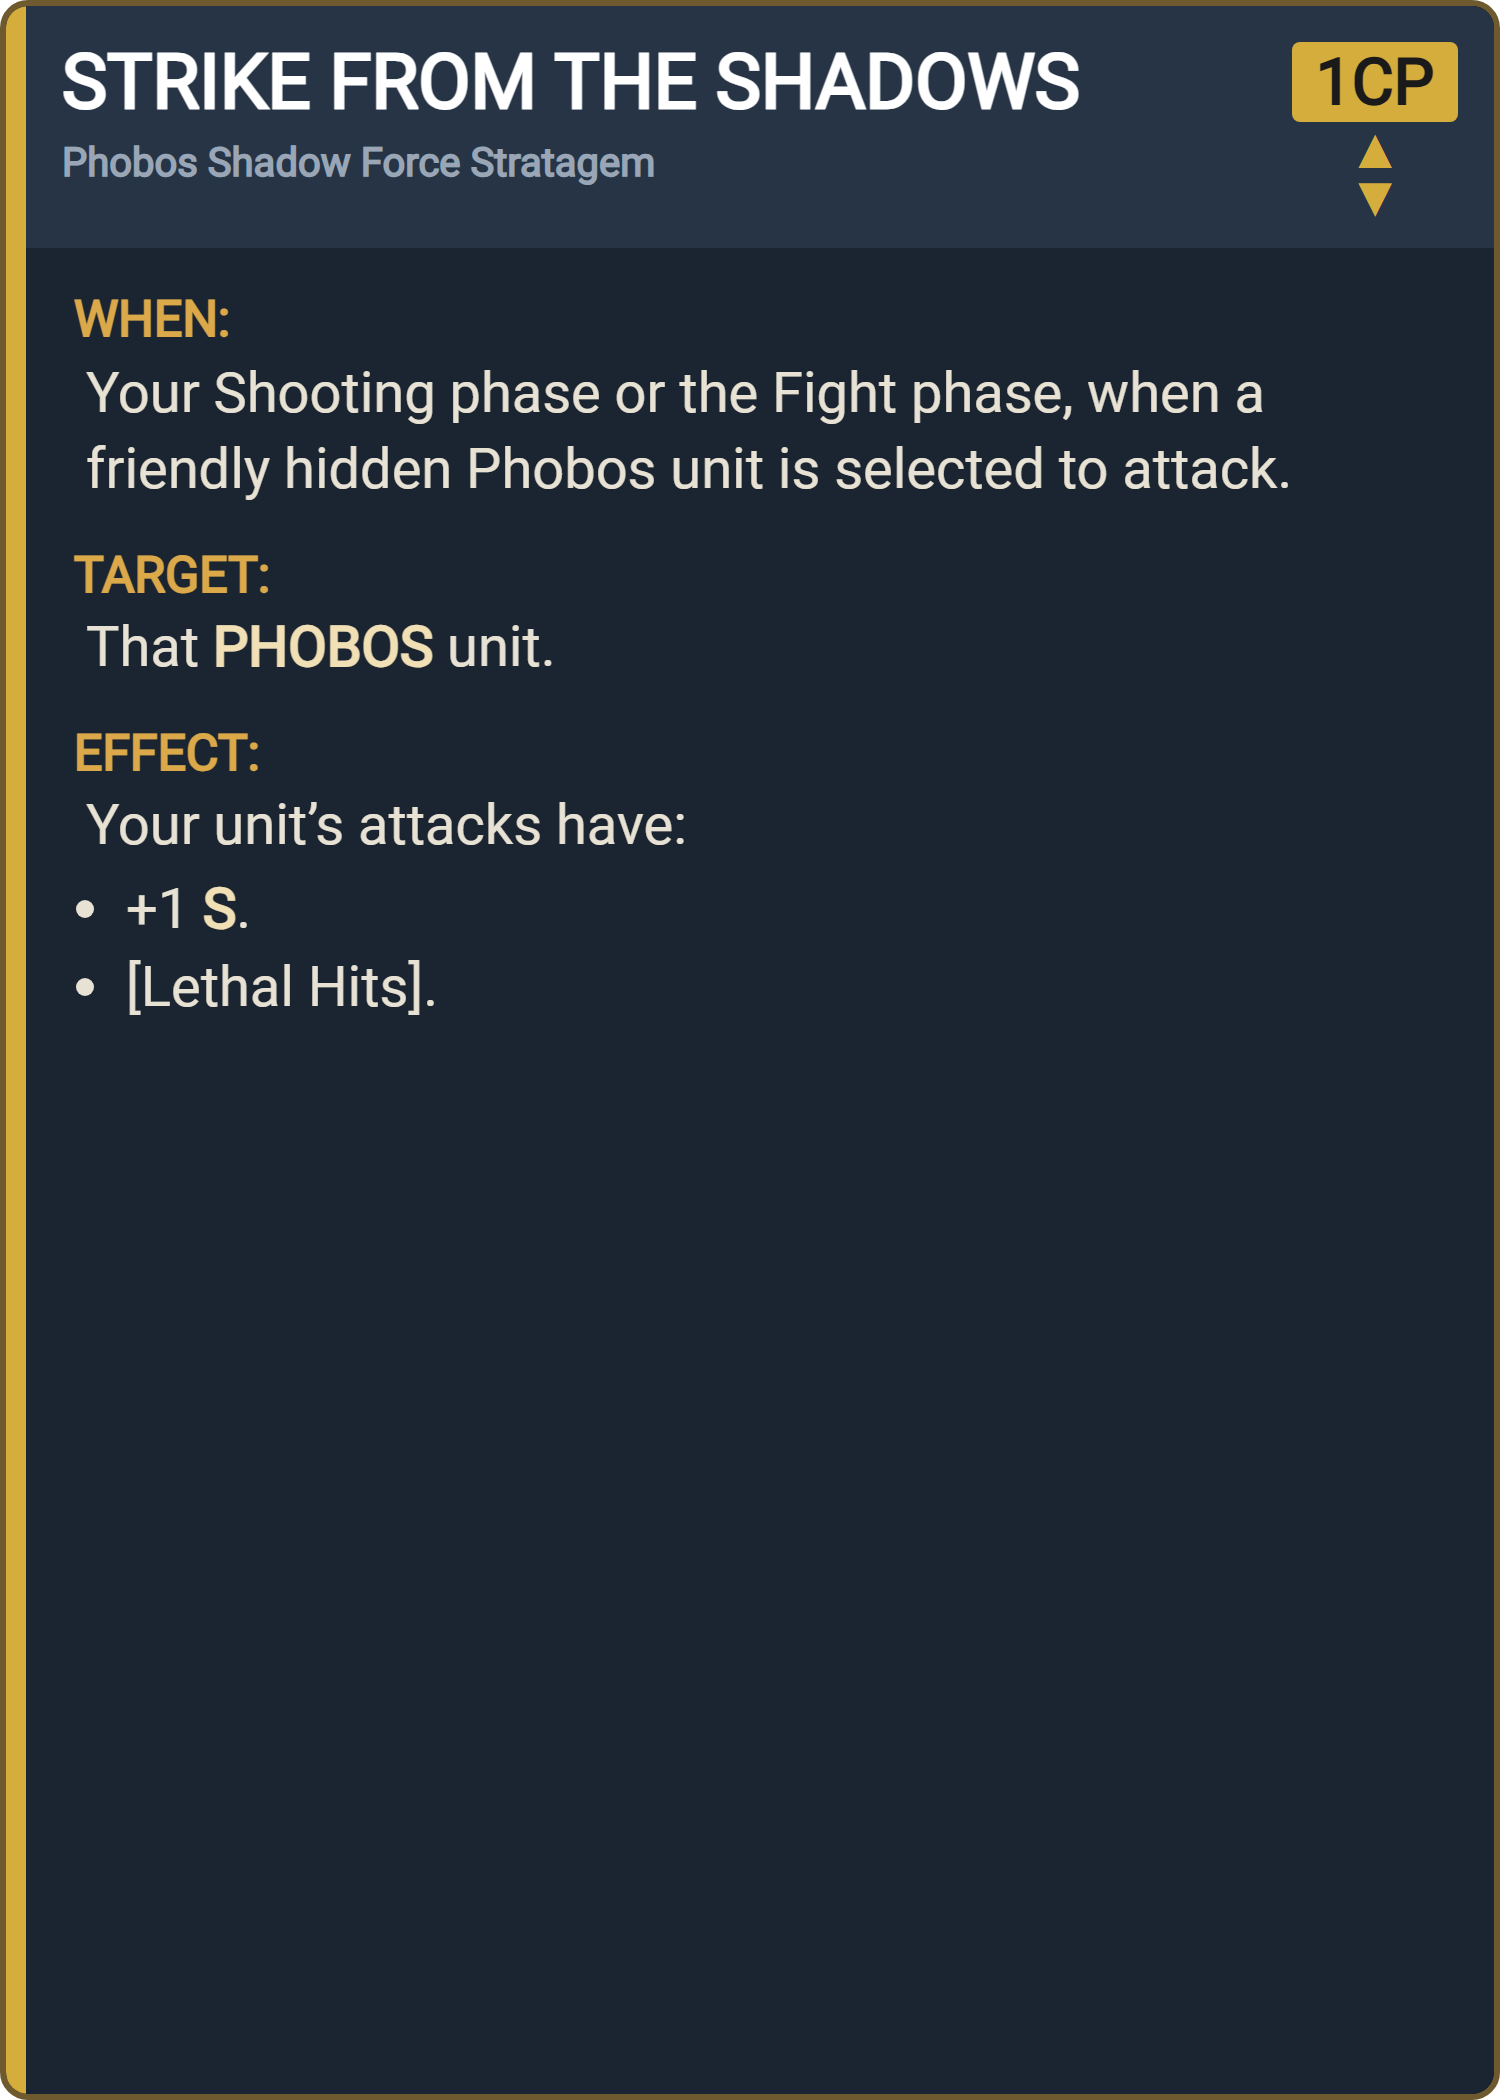 STRIKE FROM THE SHADOWS
1CP
Phobos Shadow Force Stratagem
▲
▼
WHEN:
Your Shooting phase or the Fight phase, when a
friendly hidden Phobos unit is selected to attack.
TARGET:
That PHOBOS unit.
EFFECT:
Your unit’s attacks have:
• +1 S.
• [Lethal Hits].